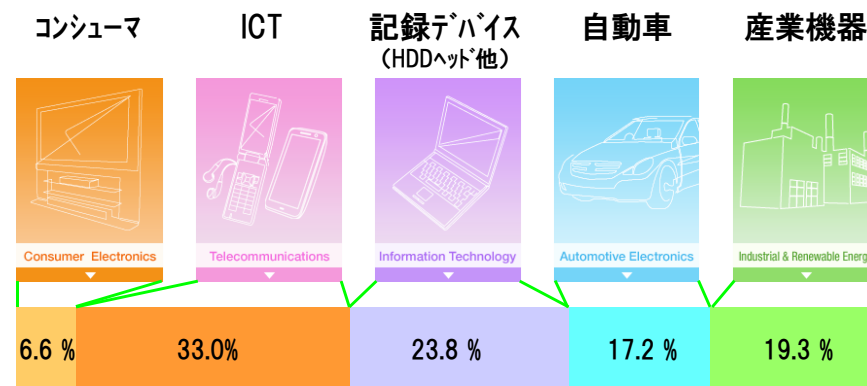 コンシューマ
ICT
記録ﾃﾞﾊﾞｲｽ
(HDDﾍｯﾄﾞ他)
自動車
産業機器
Consumer Electronics
Telecommunications
Information Technology
Automotive Electronics
Industrial & Renewable Energ
6.6 %
33.0%
23.8 %
17.2 %
19.3 %